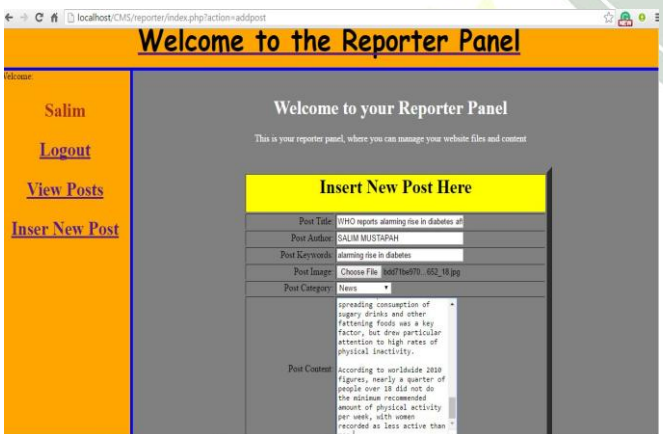 localhost/CMS/reporter/index.php?action=addpost
Welcome to the Reporter Panel
Welcome:
Salim
Logout
View Posts
Inser New Post
Welcome to your Reporter Panel
This is your reporter panel, where you can manage your website files and content
Insert New Post Here
Post Title: WHO reports alarming rise in diabetes aft
Post Author: SALIM MUSTAPAH
Post Keywords: alarming rise in diabetes
Post Image: Choose File bdd71be970...652_18.jpg
Post Category: News
Post Content:
spreading consumption of
sugary drinks and other
fattening foods was a key
factor, but drew particular
attention to high rates of
physical inactivity.
According to worldwide 2010
figures, nearly a quarter of
people over 18 did not do
the minimum recommended
amount of physical activity
per week, with women
recorded as less active than